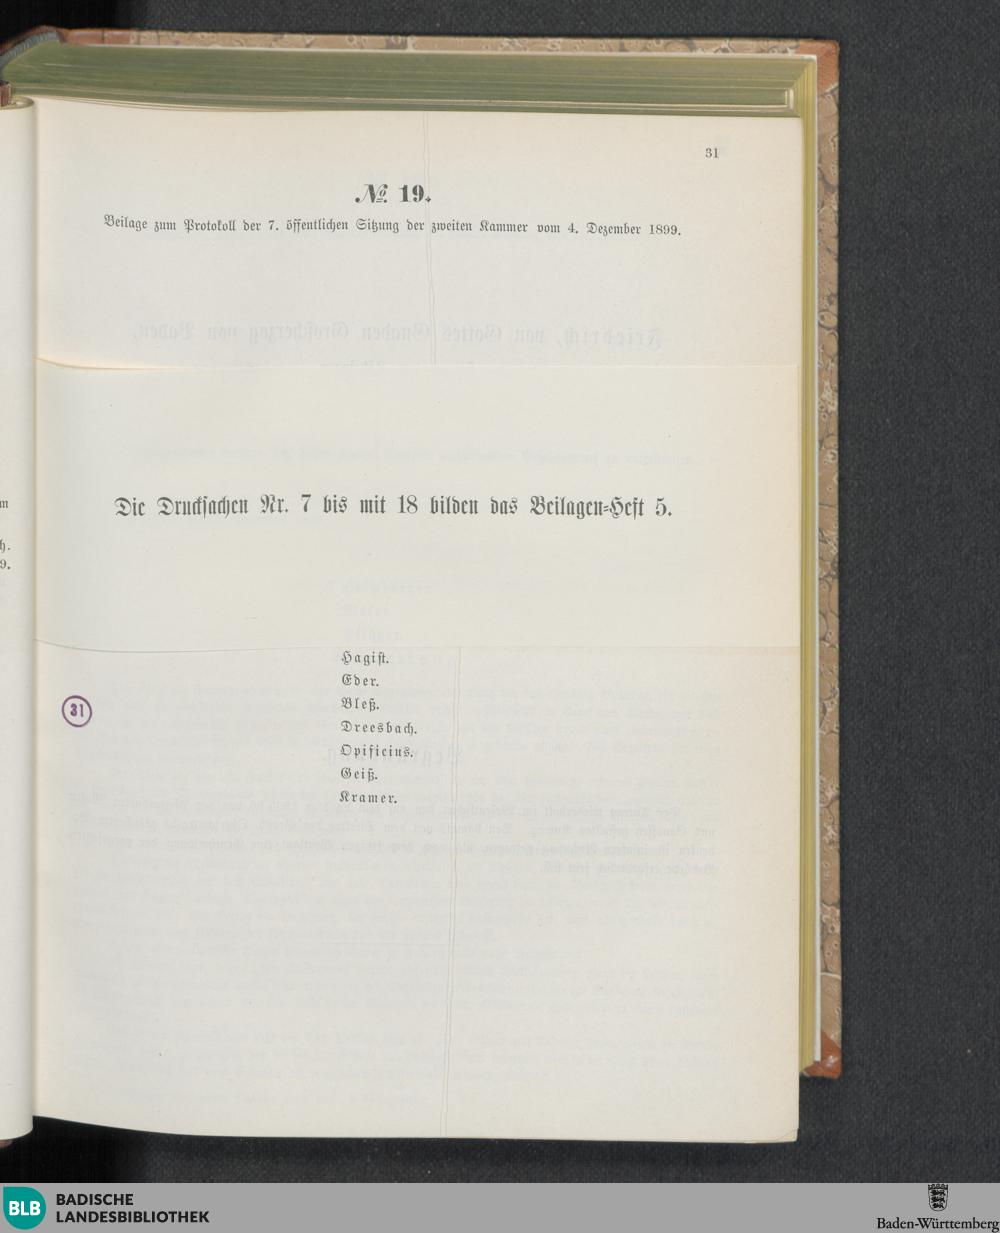 31
№ 19.
Beilage zum Protokoll der 7. öffentlichen Sitzung der zweiten Kammer vom 4. Dezember 1899.
Die Drucksachen Nr. 7 bis mit 18 bilden das Beilagen=Heft 5.
m
h.
9.
Hagist.
Eder.
Bleß.
31
Dreesbach.
Opificius.
Geiß.
Kramer.
BLB BADISCHE
LANDESBIBLIOTHEK
Baden-Württemberg